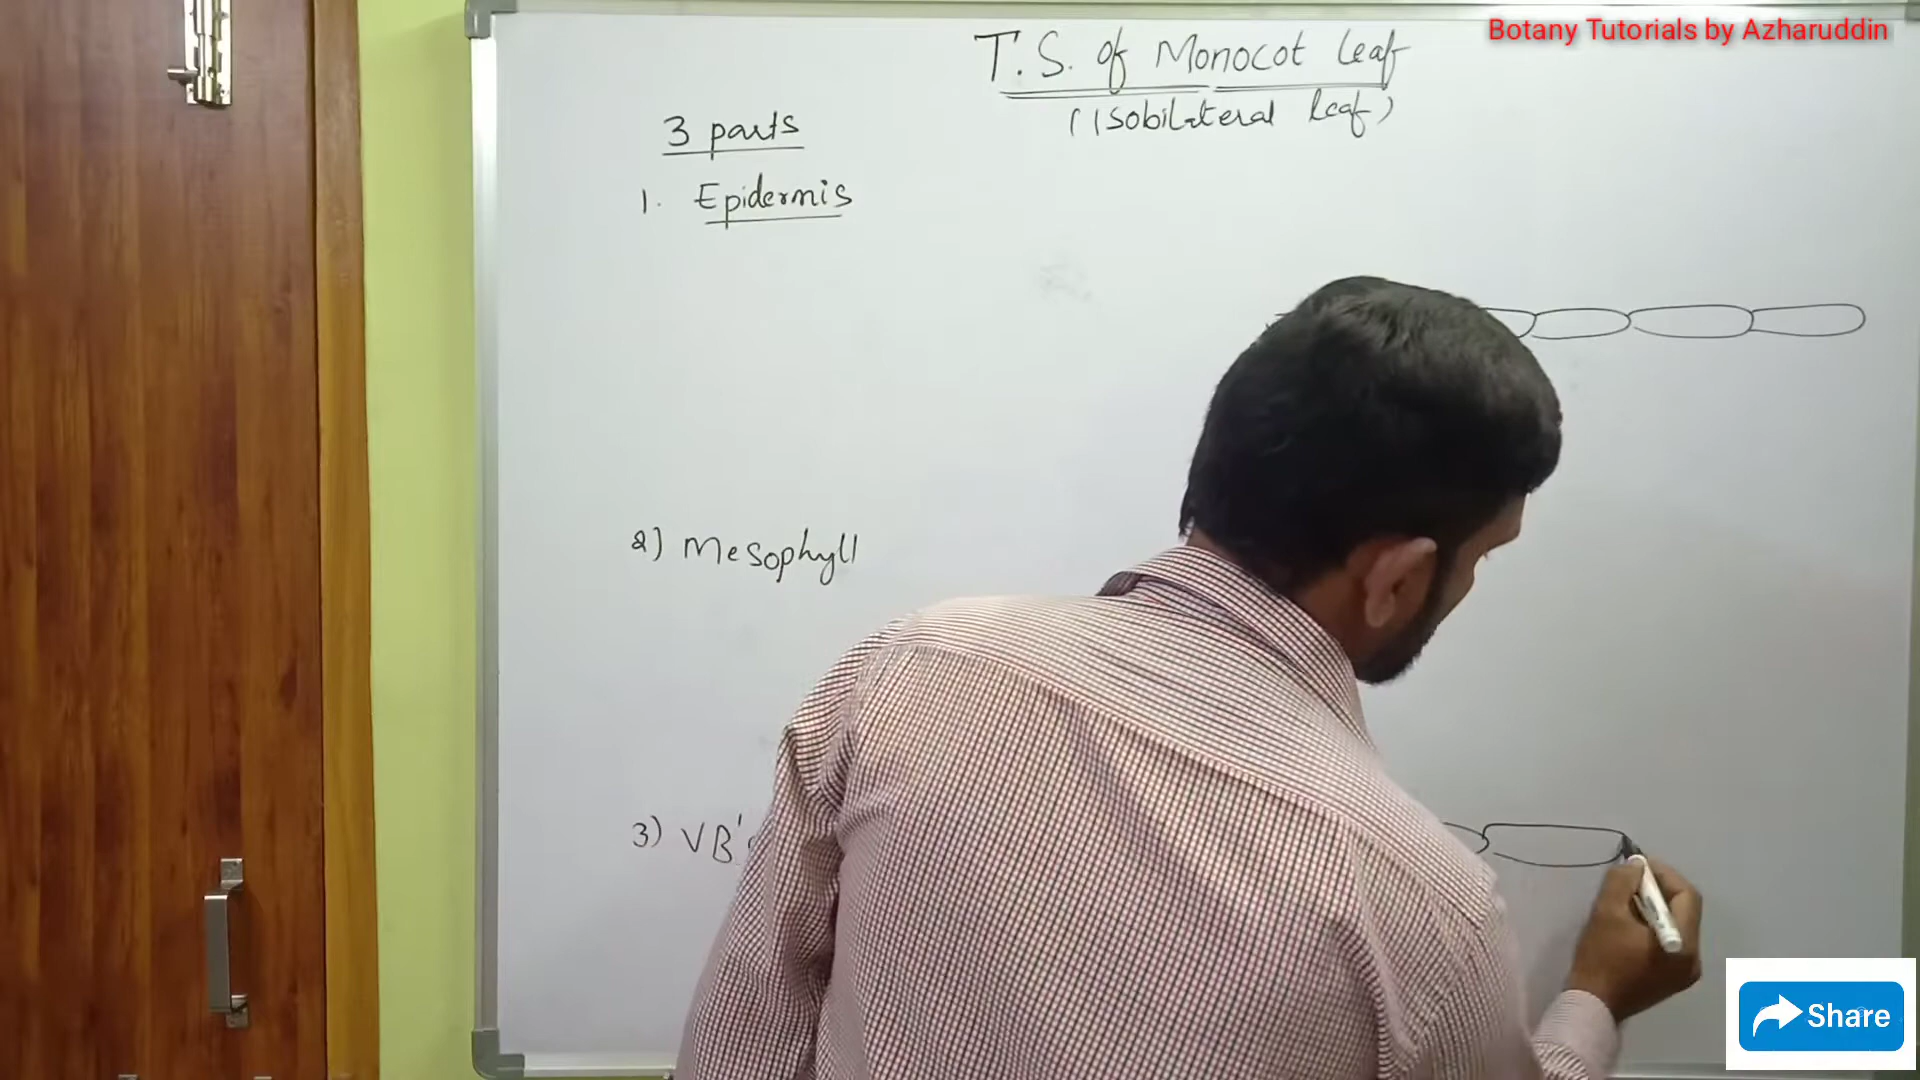 Botany Tutorials by Azharuddin
T.S. of Monocot leaf
(Isobilateral leaf)
3 parts
1. Epidermis
2) Mesophyll
3) VB's
Share